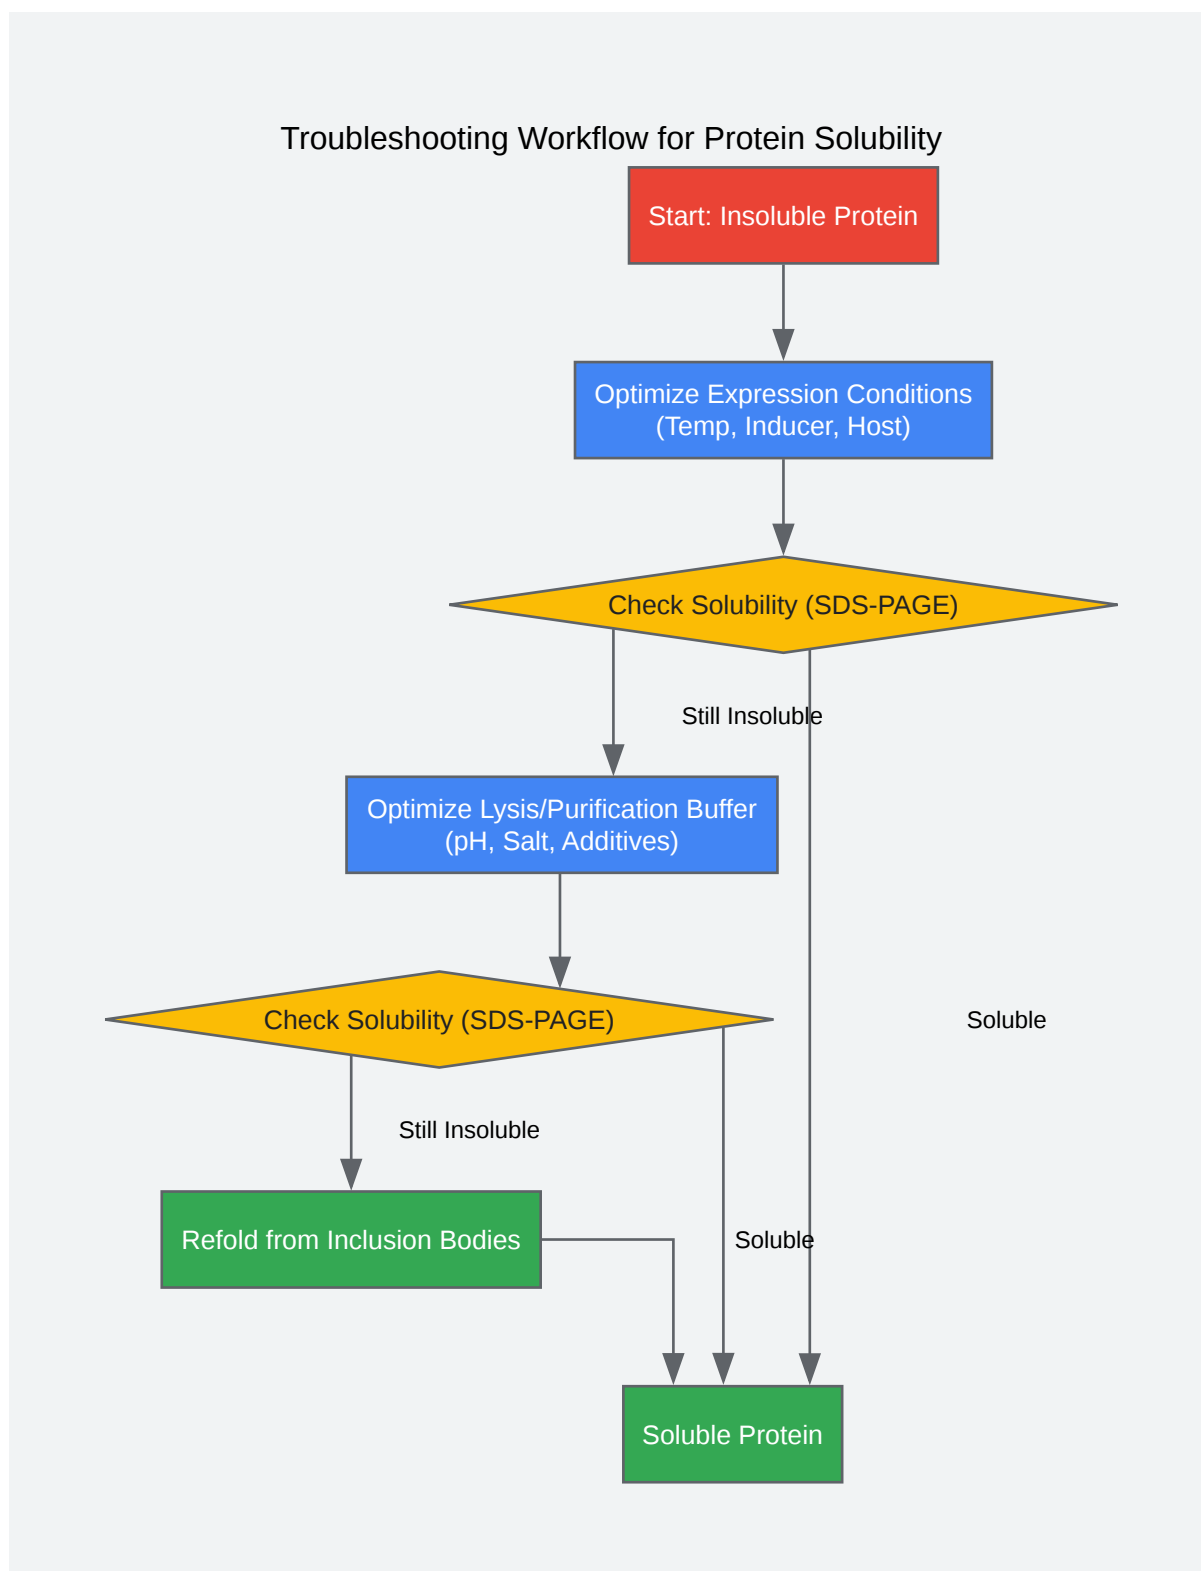 Troubleshooting Workflow for Protein Solubility
Start: Insoluble Protein
Optimize Expression Conditions
(Temp, Inducer, Host)
Check Solubility (SDS-PAGE)
Still Insoluble
Optimize Lysis/Purification Buffer
(pH, Salt, Additives)
Check Solubility (SDS-PAGE)
Soluble
Still Insoluble
Refold from Inclusion Bodies
Soluble
Soluble Protein